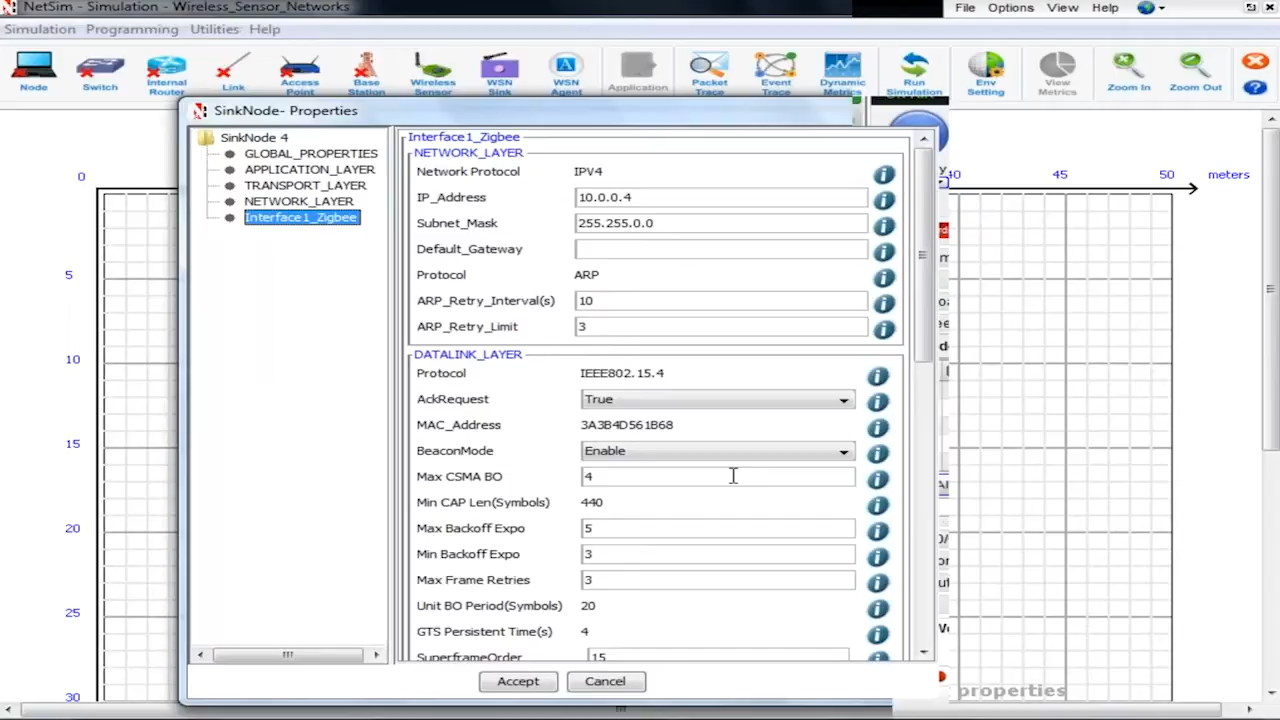 NetSim - Simulation - Wireless_Sensor_Networks
File Options View Help
Simulation Programming Utilities Help
Node Switch Internal Router Link Access Point Base Station Wireless Sensor WSN Sink WSN Agent Application Packet Trace Event Trace Dynamic Metrics Run Simulation Env Setting View Metrics Zoom In Zoom Out
SinkNode- Properties
SinkNode 4
GLOBAL_PROPERTIES
APPLICATION_LAYER
TRANSPORT_LAYER
NETWORK_LAYER
Interface1_Zigbee
Interface1_Zigbee
NETWORK_LAYER
Network Protocol IPV4
IP_Address 10.0.0.4
Subnet_Mask 255.255.0.0
Default_Gateway
Protocol ARP
ARP_Retry_Interval(s) 10
ARP_Retry_Limit 3
DATALINK_LAYER
Protocol IEEE802.15.4
AckRequest True
MAC_Address 3A3B4D561B68
BeaconMode Enable
Max CSMA BO 4
Min CAP Len(Symbols) 440
Max Backoff Expo 5
Min Backoff Expo 3
Max Frame Retries 3
Unit BO Period(Symbols) 20
GTS Persistent Time(s) 4
SuperframeOrder 15
Accept Cancel
0
5
10
15
20
25
30
40 45 50 meters
properties